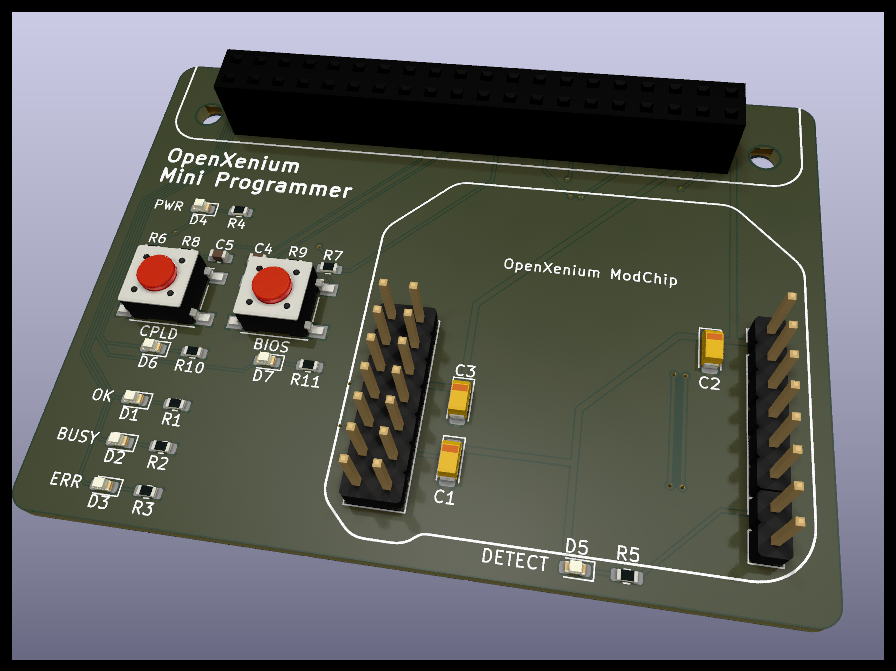 OpenXenium
Mini Programmer
PWR
D4
R4
R6
R8
C5
C4
R9
R7
OpenXenium ModChip
CPLD
D6
R10
BIOS
D7
R11
C3
C2
OK
D1
R1
BUSY
D2
R2
ERR
D3
R3
C1
DETECT
D5
R5